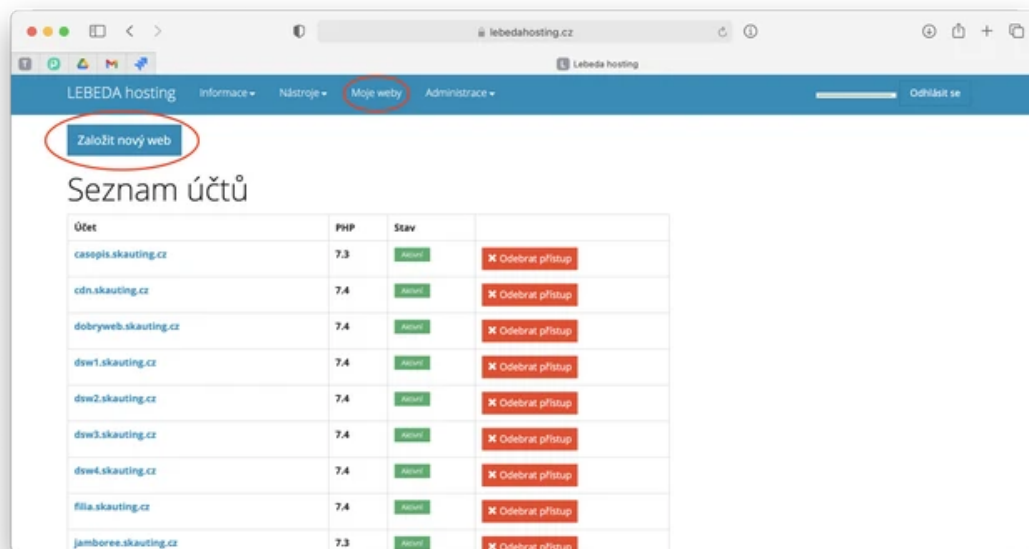 lebedahosting.cz
Lebeda hosting
LEBEDA hosting Informace Nástroje Moje weby Administrace Odhlásit se
Založit nový web
Seznam účtů
Účet PHP Stav
casopis.skauting.cz 7.3 Aktivní Odebrat přístup
cdn.skauting.cz 7.4 Aktivní Odebrat přístup
dobryweb.skauting.cz 7.4 Aktivní Odebrat přístup
dsw1.skauting.cz 7.4 Aktivní Odebrat přístup
dsw2.skauting.cz 7.4 Aktivní Odebrat přístup
dsw3.skauting.cz 7.4 Aktivní Odebrat přístup
dsw4.skauting.cz 7.4 Aktivní Odebrat přístup
filia.skauting.cz 7.4 Aktivní Odebrat přístup
jamboree.skauting.cz 7.3 Aktivní Odebrat přístup